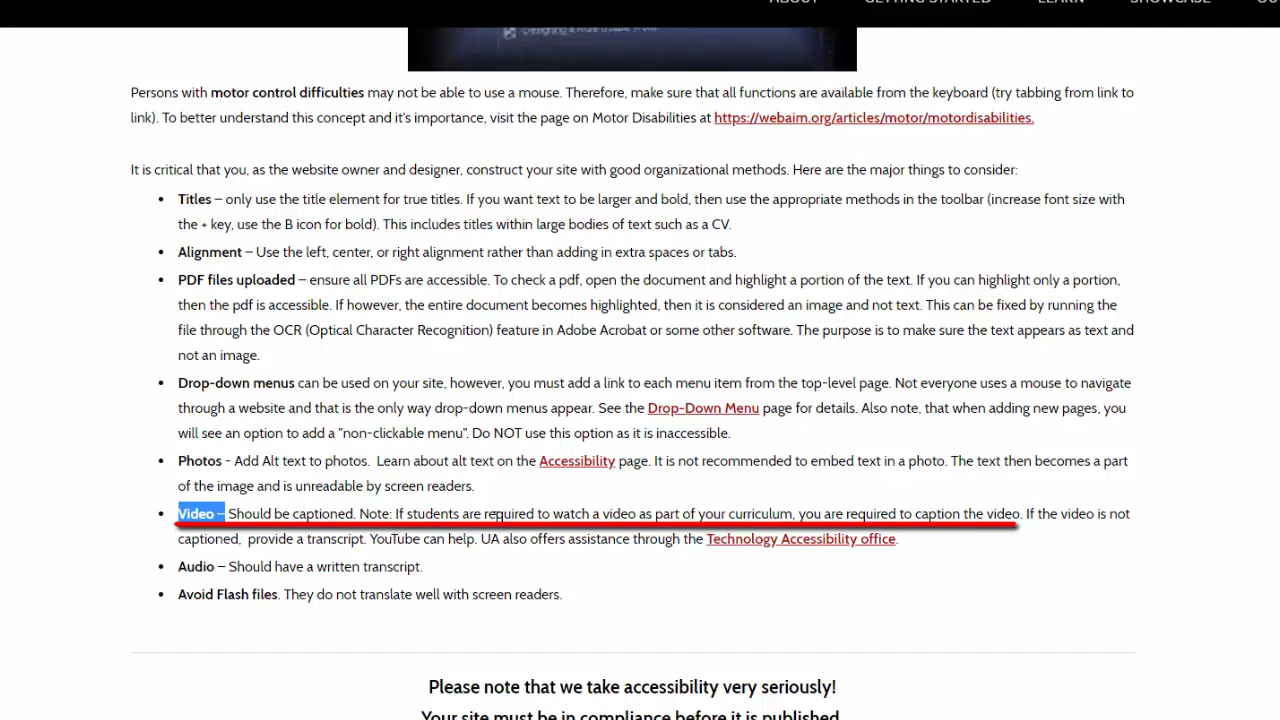 ABOUT GETTING STARTED LEARN SHOWCASE
Designing a more usable world
Persons with motor control difficulties may not be able to use a mouse. Therefore, make sure that all functions are available from the keyboard (try tabbing from link to
link). To better understand this concept and it's importance, visit the page on Motor Disabilities at https://webaim.org/articles/motor/motordisabilities.
It is critical that you, as the website owner and designer, construct your site with good organizational methods. Here are the major things to consider:
• Titles – only use the title element for true titles. If you want text to be larger and bold, then use the appropriate methods in the toolbar (increase font size with
the + key, use the B icon for bold). This includes titles within large bodies of text such as a CV.
• Alignment – Use the left, center, or right alignment rather than adding in extra spaces or tabs.
• PDF files uploaded – ensure all PDFs are accessible. To check a pdf, open the document and highlight a portion of the text. If you can highlight only a portion,
then the pdf is accessible. If however, the entire document becomes highlighted, then it is considered an image and not text. This can be fixed by running the
file through the OCR (Optical Character Recognition) feature in Adobe Acrobat or some other software. The purpose is to make sure the text appears as text and
not an image.
• Drop-down menus can be used on your site, however, you must add a link to each menu item from the top-level page. Not everyone uses a mouse to navigate
through a website and that is the only way drop-down menus appear. See the Drop-Down Menu page for details. Also note, that when adding new pages, you
will see an option to add a "non-clickable menu". Do NOT use this option as it is inaccessible.
• Photos - Add Alt text to photos. Learn about alt text on the Accessibility page. It is not recommended to embed text in a photo. The text then becomes a part
of the image and is unreadable by screen readers.
• Video – Should be captioned. Note: If students are required to watch a video as part of your curriculum, you are required to caption the video. If the video is not
captioned, provide a transcript. YouTube can help. UA also offers assistance through the Technology Accessibility office.
• Audio – Should have a written transcript.
• Avoid Flash files. They do not translate well with screen readers.
Please note that we take accessibility very seriously!
Your site must be in compliance before it is published